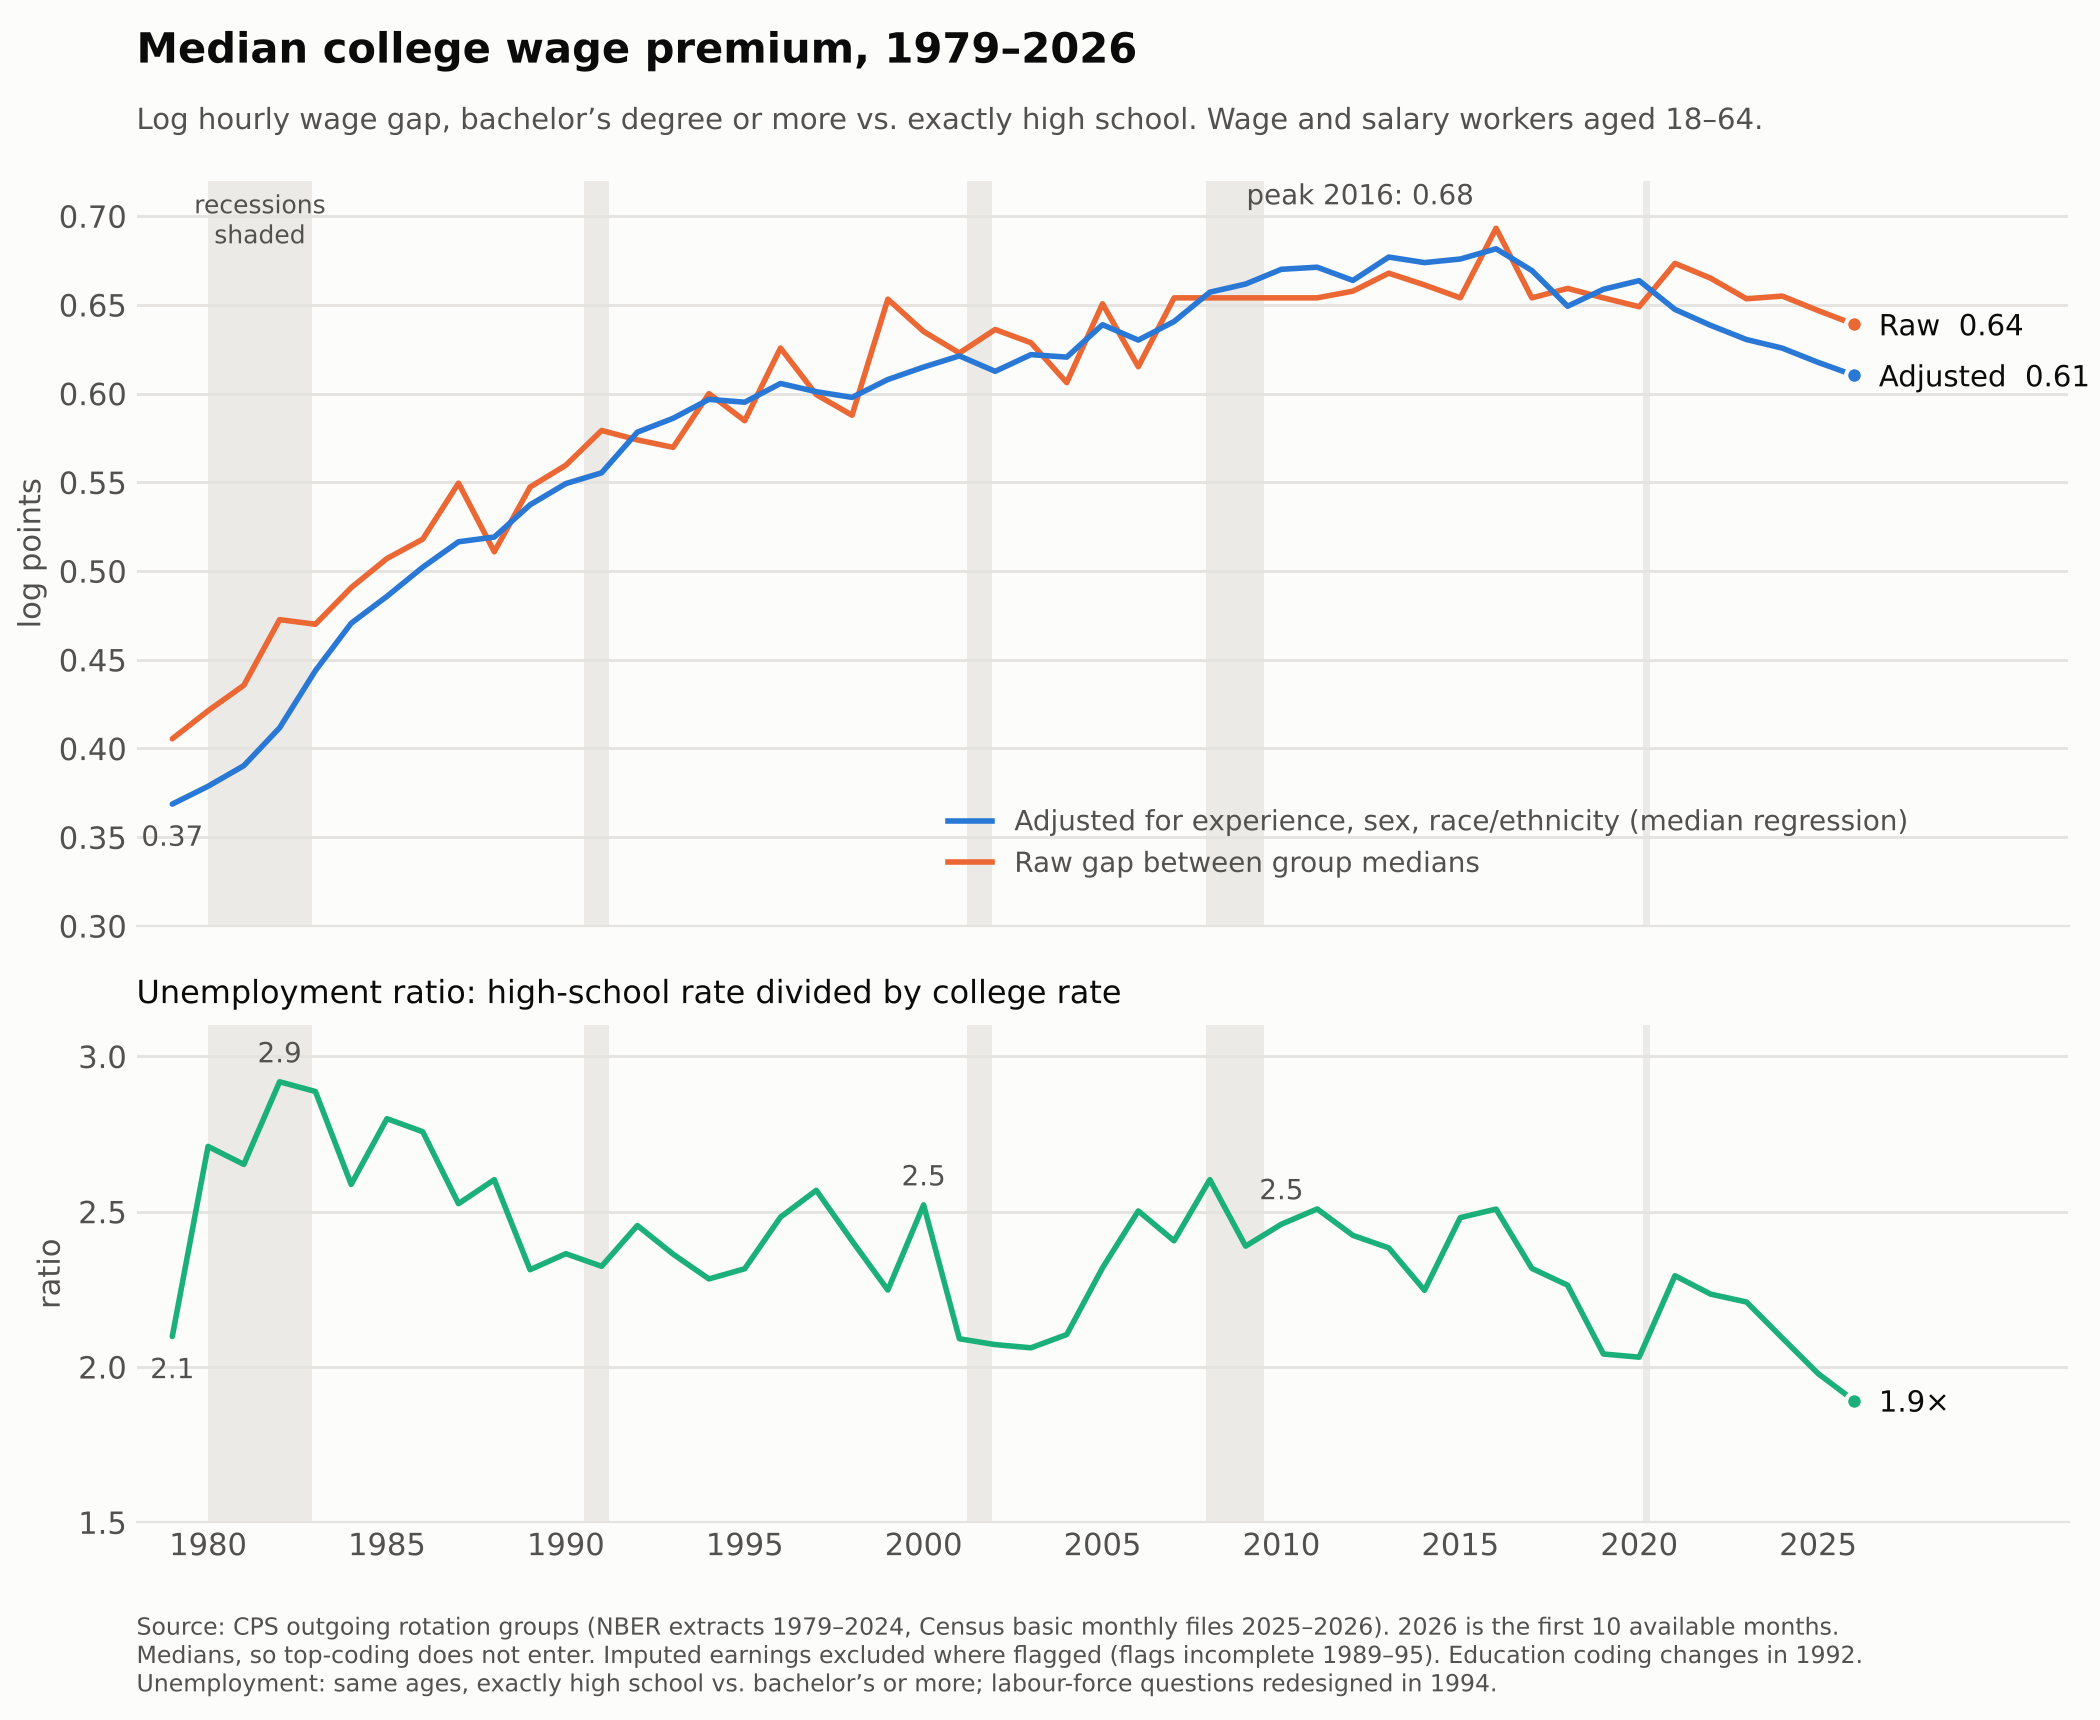 Median college wage premium, 1979–2026
Log hourly wage gap, bachelor’s degree or more vs. exactly high school. Wage and salary workers aged 18–64.
recessions
shaded
peak 2016: 0.68
0.70
0.65
0.60
0.55
0.50
0.45
0.40
0.35
0.30
log points
0.37
Raw 0.64
Adjusted 0.61
Adjusted for experience, sex, race/ethnicity (median regression)
Raw gap between group medians
Unemployment ratio: high-school rate divided by college rate
3.0
2.5
2.0
1.5
ratio
2.1
2.9
2.5
2.5
1.9×
1980 1985 1990 1995 2000 2005 2010 2015 2020 2025
Source: CPS outgoing rotation groups (NBER extracts 1979–2024, Census basic monthly files 2025–2026). 2026 is the first 10 available months.
Medians, so top-coding does not enter. Imputed earnings excluded where flagged (flags incomplete 1989–95). Education coding changes in 1992.
Unemployment: same ages, exactly high school vs. bachelor’s or more; labour-force questions redesigned in 1994.